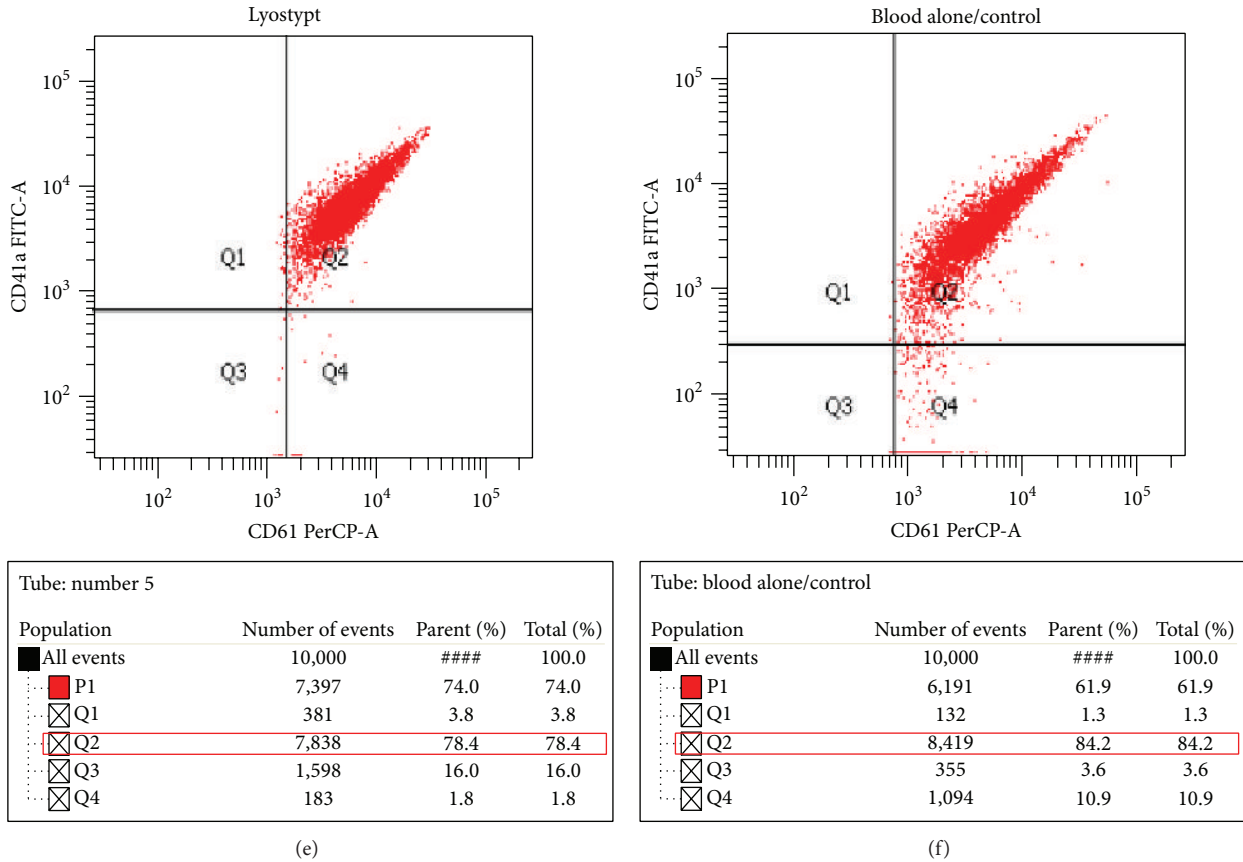 Lyostypt
10^5
10^4
10^3
10^2
CD41a FITC-A
Q1
Q2
Q3
Q4
10^2
10^3
10^4
10^5
CD61 PerCP-A
Tube: number 5
Population Number of events Parent (%) Total (%)
All events 10,000 #### 100.0
P1 7,397 74.0 74.0
Q1 381 3.8 3.8
Q2 7,838 78.4 78.4
Q3 1,598 16.0 16.0
Q4 183 1.8 1.8
(e)
Blood alone/control
10^5
10^4
10^3
10^2
CD41a FITC-A
Q1
Q2
Q3
Q4
10^2
10^3
10^4
10^5
CD61 PerCP-A
Tube: blood alone/control
Population Number of events Parent (%) Total (%)
All events 10,000 #### 100.0
P1 6,191 61.9 61.9
Q1 132 1.3 1.3
Q2 8,419 84.2 84.2
Q3 355 3.6 3.6
Q4 1,094 10.9 10.9
(f)